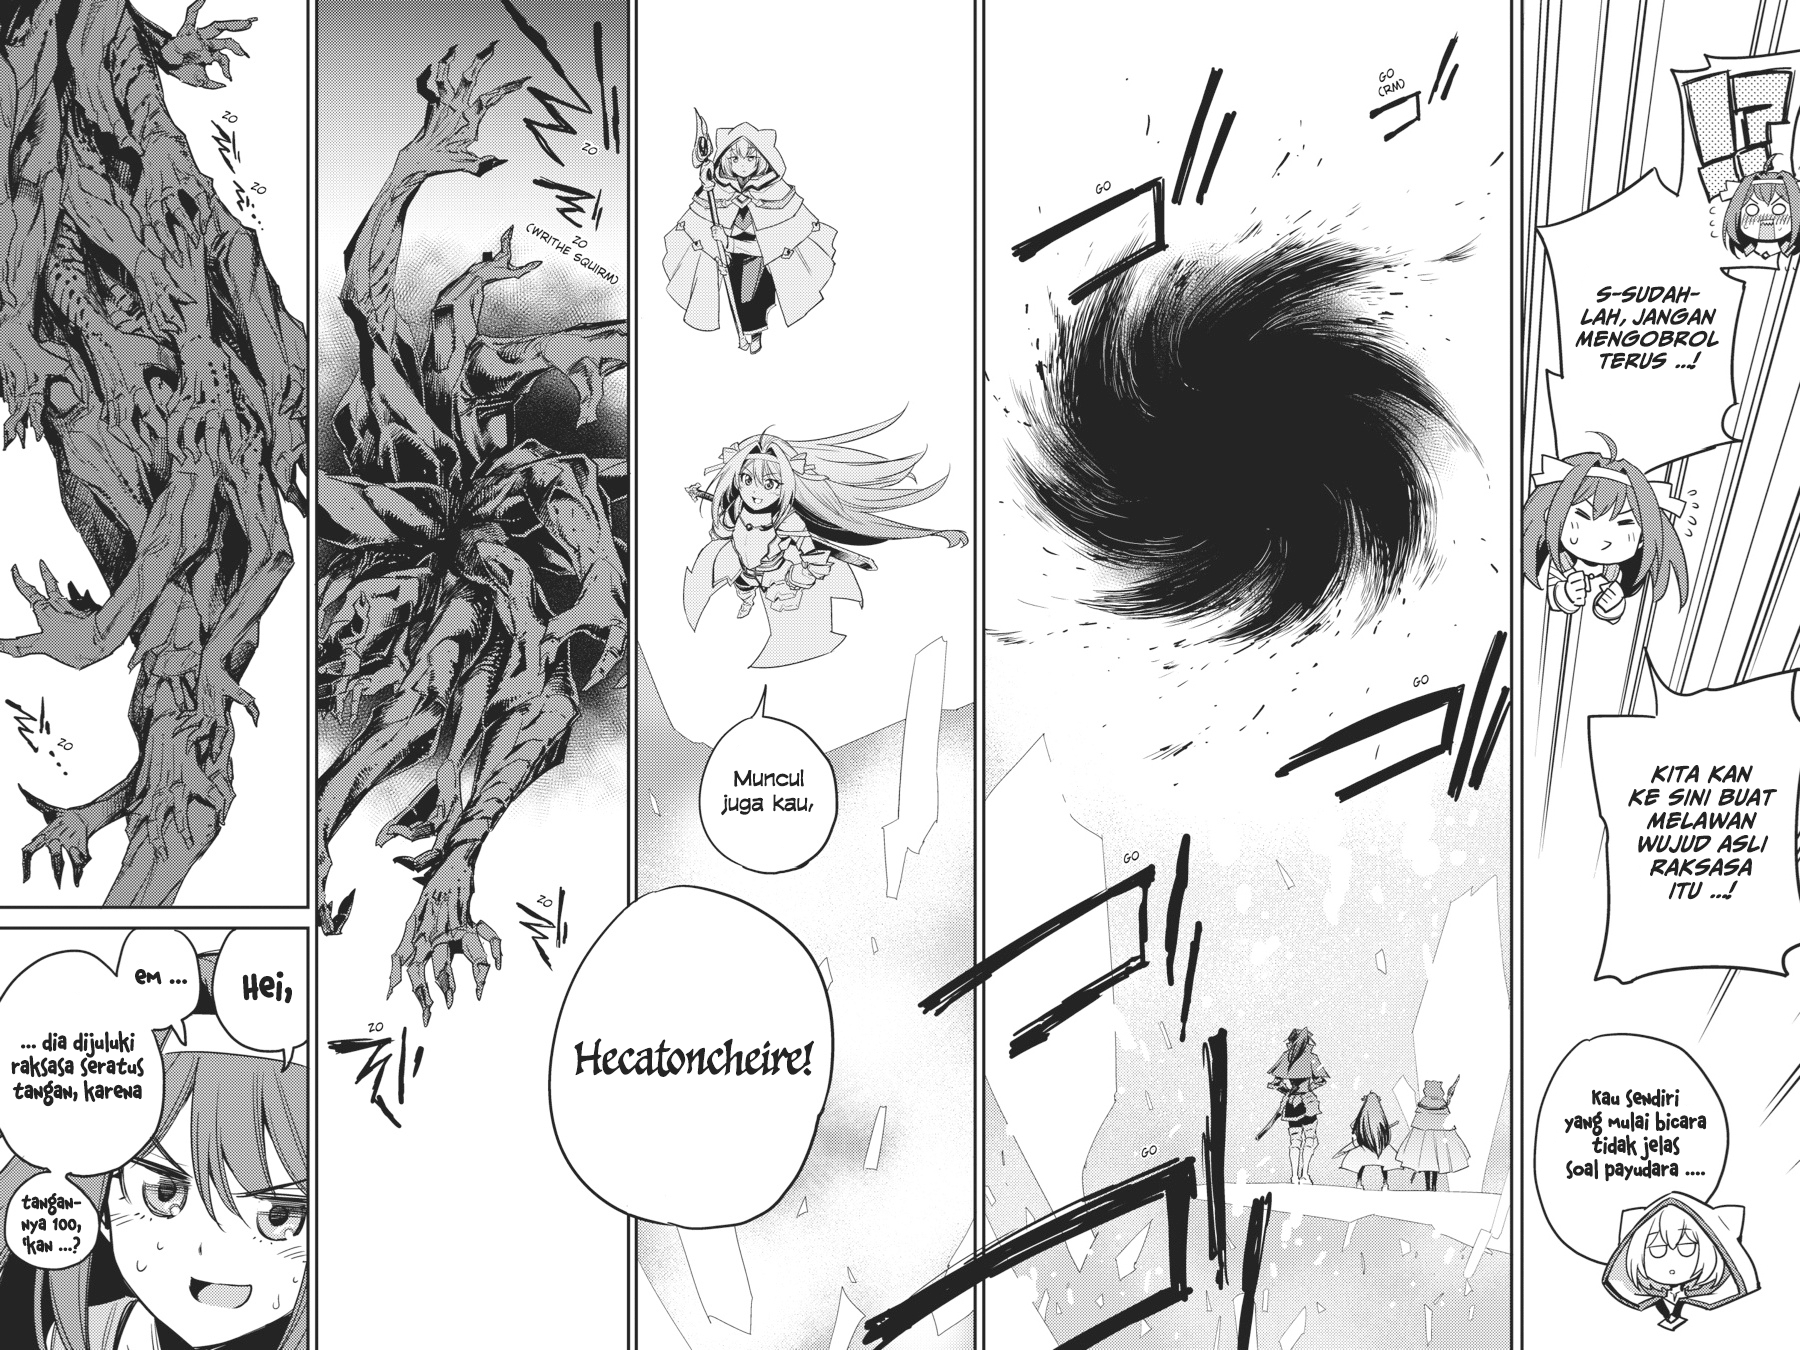 !?
S-SUDAH-
LAH, JANGAN
MENGOBROL
TERUS ...!
KITA KAN
KE SINI BUAT
MELAWAN
WUJUD ASLI
RAKSASA
ITU ...!
Kau sendiri
yang mulai bicara
tidak jelas
soal payudara ....
GO
(RM)
GO
GO
GO
GO
Muncul
juga kau,
Hecatoncheire!
ZO
ZO
(WRITHE SQUIRM)
ZO
ZO
ZO
ZO
ZO
Hei,
em ...
... dia dijuluki
raksasa seratus
tangan, karena
tangan-
nya 100,
'kan ...?